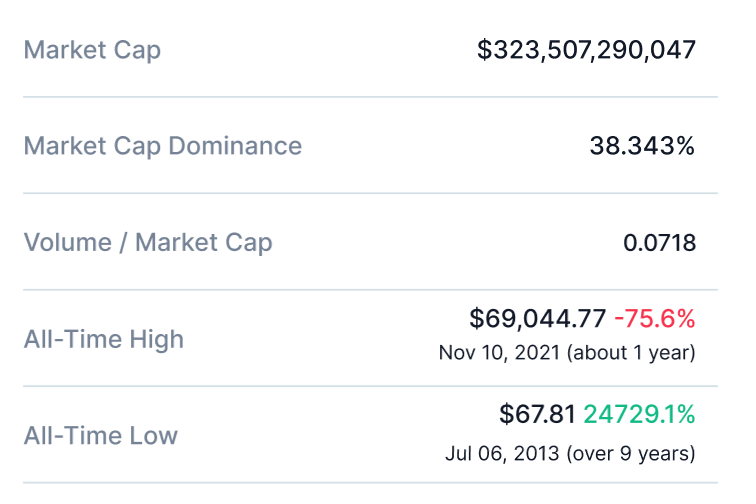 Market Cap $323,507,290,047
Market Cap Dominance 38.343%
Volume / Market Cap 0.0718
All-Time High $69,044.77 -75.6%
Nov 10, 2021 (about 1 year)
All-Time Low $67.81 24729.1%
Jul 06, 2013 (over 9 years)